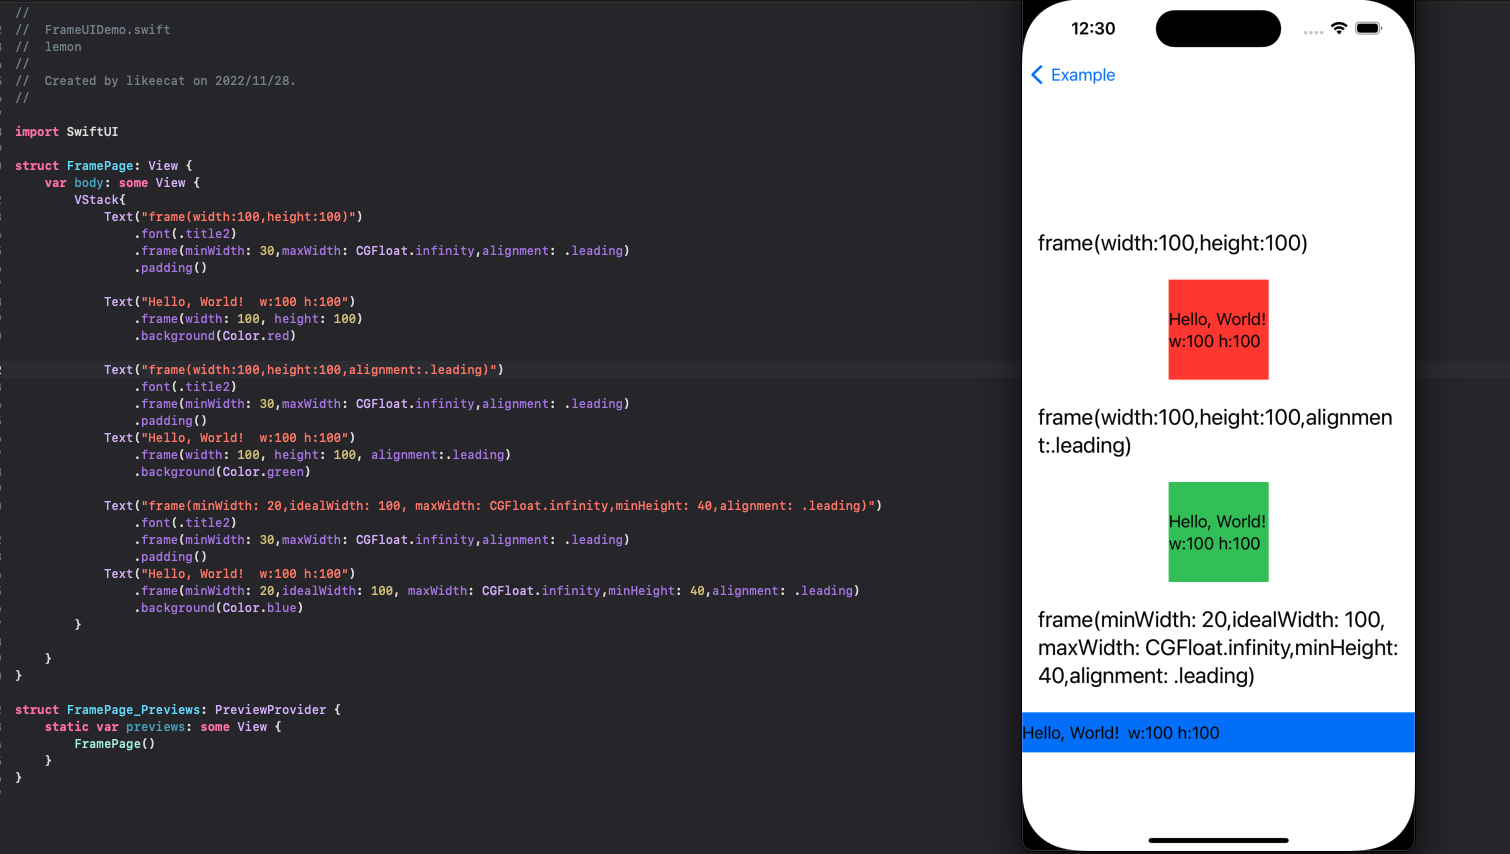 //
//  FrameUIDemo.swift
//  lemon
//
//  Created by likeecat on 2022/11/28.
//
import SwiftUI
struct FramePage: View {
    var body: some View {
        VStack{
            Text("frame(width:100,height:100)")
                .font(.title2)
                .frame(minWidth: 30,maxWidth: CGFloat.infinity,alignment: .leading)
                .padding()
            Text("Hello, World!  w:100 h:100")
                .frame(width: 100, height: 100)
                .background(Color.red)
            Text("frame(width:100,height:100,alignment:.leading)")
                .font(.title2)
                .frame(minWidth: 30,maxWidth: CGFloat.infinity,alignment: .leading)
                .padding()
            Text("Hello, World!  w:100 h:100")
                .frame(width: 100, height: 100, alignment:.leading)
                .background(Color.green)
            Text("frame(minWidth: 20,idealWidth: 100, maxWidth: CGFloat.infinity,minHeight: 40,alignment: .leading)")
                .font(.title2)
                .frame(minWidth: 30,maxWidth: CGFloat.infinity,alignment: .leading)
                .padding()
            Text("Hello, World!  w:100 h:100")
                .frame(minWidth: 20,idealWidth: 100, maxWidth: CGFloat.infinity,minHeight: 40,alignment: .leading)
                .background(Color.blue)
        }
    }
}
struct FramePage_Previews: PreviewProvider {
    static var previews: some View {
        FramePage()
    }
}
12:30
Example
frame(width:100,height:100)
Hello, World!
w:100 h:100
frame(width:100,height:100,alignmen
t:.leading)
Hello, World!
w:100 h:100
frame(minWidth: 20,idealWidth: 100,
maxWidth: CGFloat.infinity,minHeight:
40,alignment: .leading)
Hello, World!  w:100 h:100